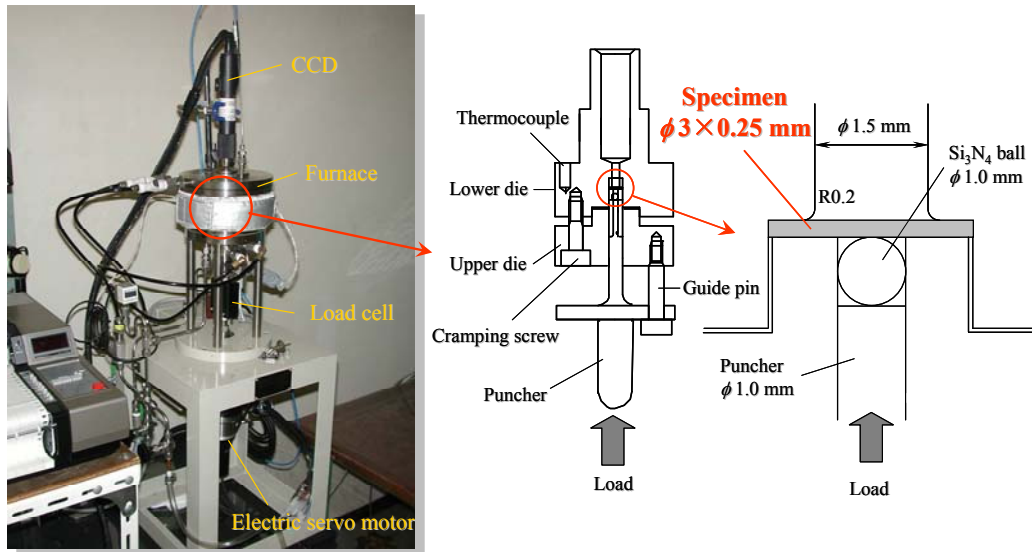 CCD
Furnace
Load cell
Electric servo motor
Thermocouple
Lower die
Upper die
Cramping screw
Puncher
Guide pin
Load
Specimen
ϕ3×0.25 mm
ϕ1.5 mm
Si₃N₄ ball
ϕ1.0 mm
R0.2
Puncher
ϕ1.0 mm
Load